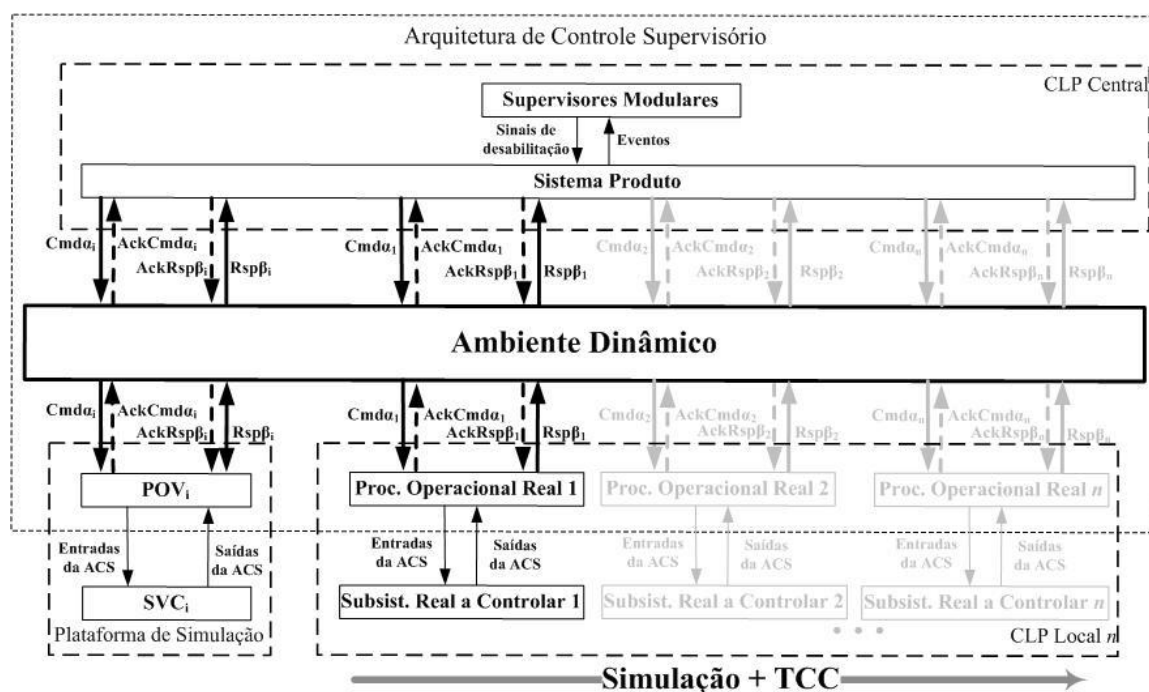 Arquitetura de Controle Supervisório
CLP Central
Supervisores Modulares
Sinais de
desabilitação
Eventos
Sistema Produto
Cmdαᵢ
AckCmdαᵢ
AckRspβᵢ
Rspβᵢ
Cmdα₁
AckCmdα₁
AckRspβ₁
Rspβ₁
Cmdα₂
AckCmdα₂
AckRspβ₂
Rspβ₂
Cmdαₙ
AckCmdαₙ
AckRspβₙ
Rspβₙ
Ambiente Dinâmico
Cmdαᵢ
AckCmdαᵢ
AckRspβᵢ
Rspβᵢ
Cmdα₁
AckCmdα₁
AckRspβ₁
Rspβ₁
Cmdα₂
AckCmdα₂
AckRspβ₂
Rspβ₂
Cmdαₙ
AckCmdαₙ
AckRspβₙ
Rspβₙ
POVᵢ
Proc. Operacional Real 1
Proc. Operacional Real 2
Proc. Operacional Real n
Entradas
da ACS
Saídas
da ACS
Entradas
da ACS
Saídas
da ACS
Entradas
da ACS
Saídas
da ACS
Entradas
da ACS
Saídas
da ACS
SVCᵢ
Subsist. Real a Controlar 1
Subsist. Real a Controlar 2
Subsist. Real a Controlar n
Plataforma de Simulação
• • •
CLP Local n
Simulação + TCC